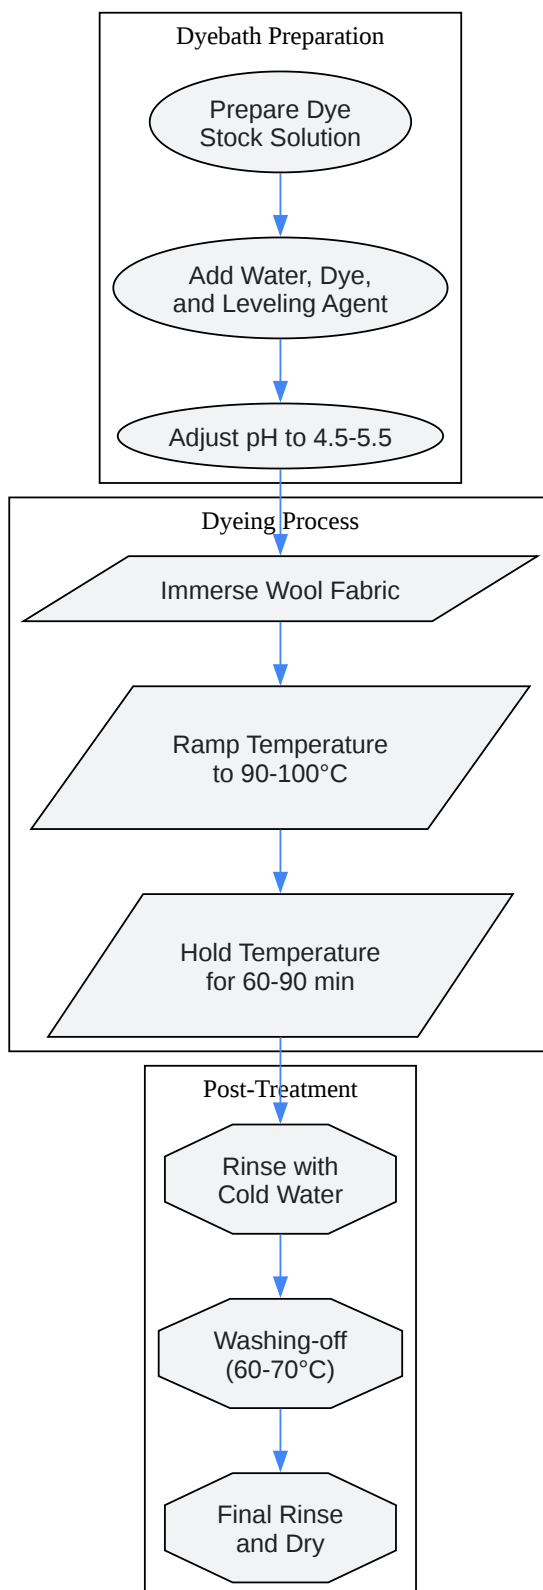 Dyebath Preparation
Prepare Dye
Stock Solution
Add Water, Dye,
and Leveling Agent
Adjust pH to 4.5-5.5
Dyeing Process
Immerse Wool Fabric
Ramp Temperature
to 90-100°C
Hold Temperature
for 60-90 min
Post-Treatment
Rinse with
Cold Water
Washing-off
(60-70°C)
Final Rinse
and Dry